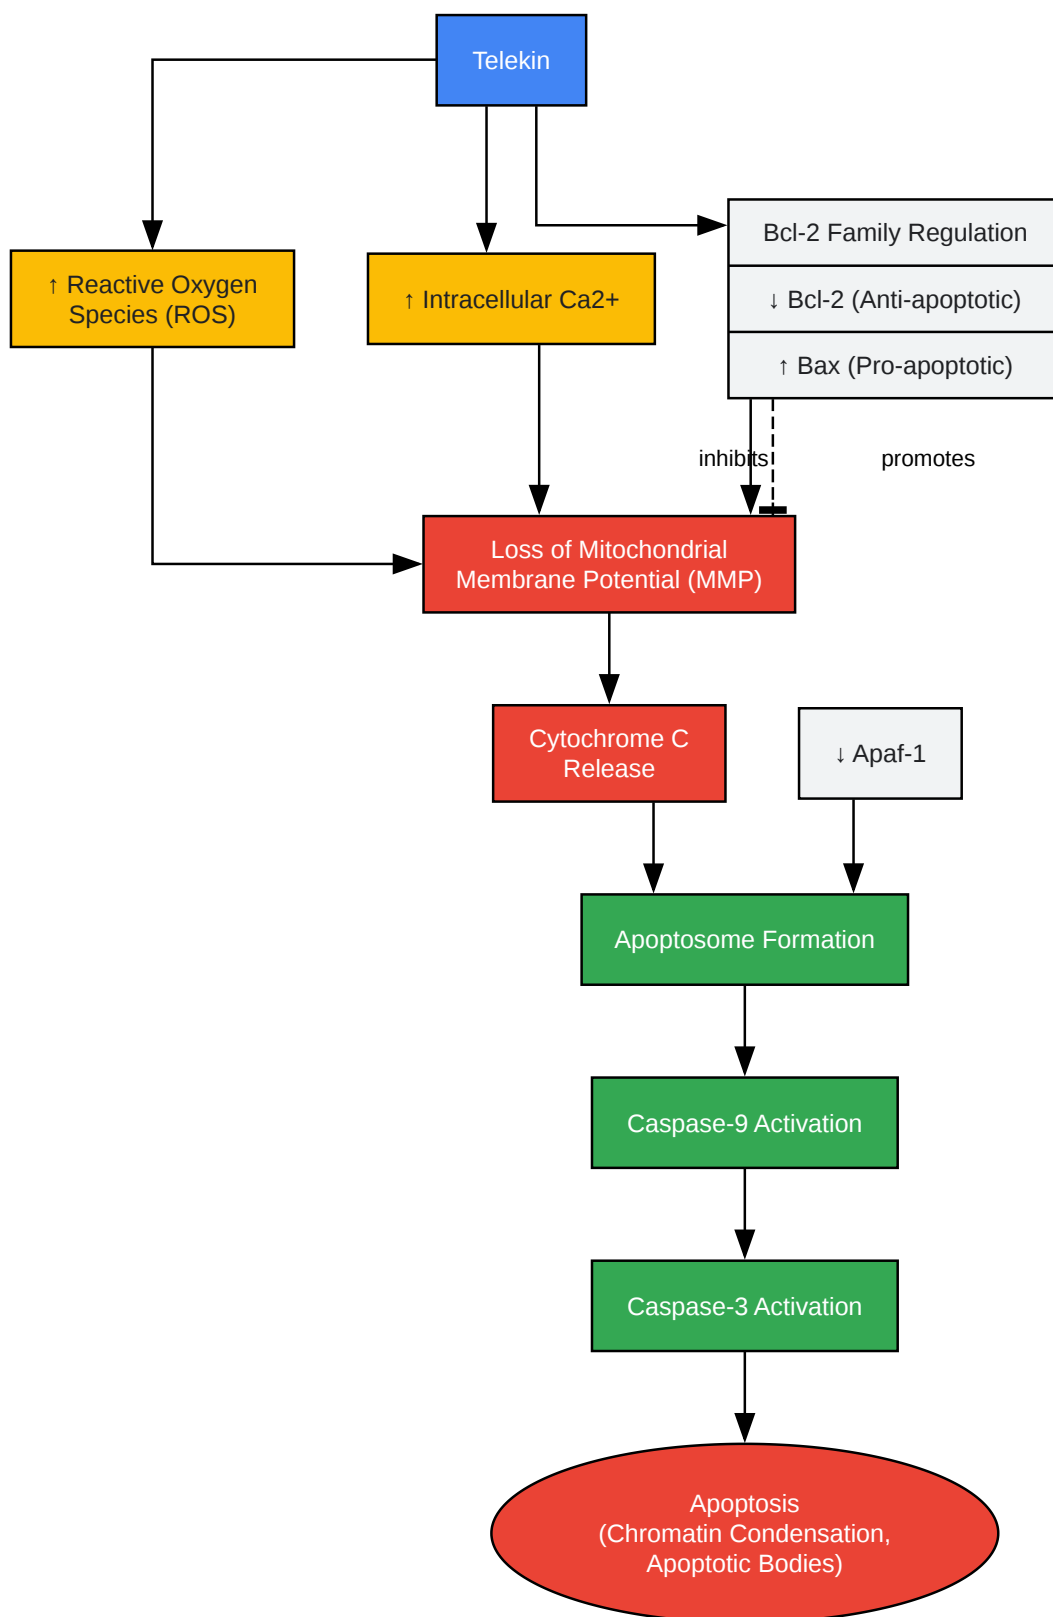 Telekin
↑ Reactive Oxygen
Species (ROS)
↑ Intracellular Ca2+
Bcl-2 Family Regulation
↓ Bcl-2 (Anti-apoptotic)
↑ Bax (Pro-apoptotic)
inhibits
promotes
Loss of Mitochondrial
Membrane Potential (MMP)
Cytochrome C
Release
↓ Apaf-1
Apoptosome Formation
Caspase-9 Activation
Caspase-3 Activation
Apoptosis
(Chromatin Condensation,
Apoptotic Bodies)